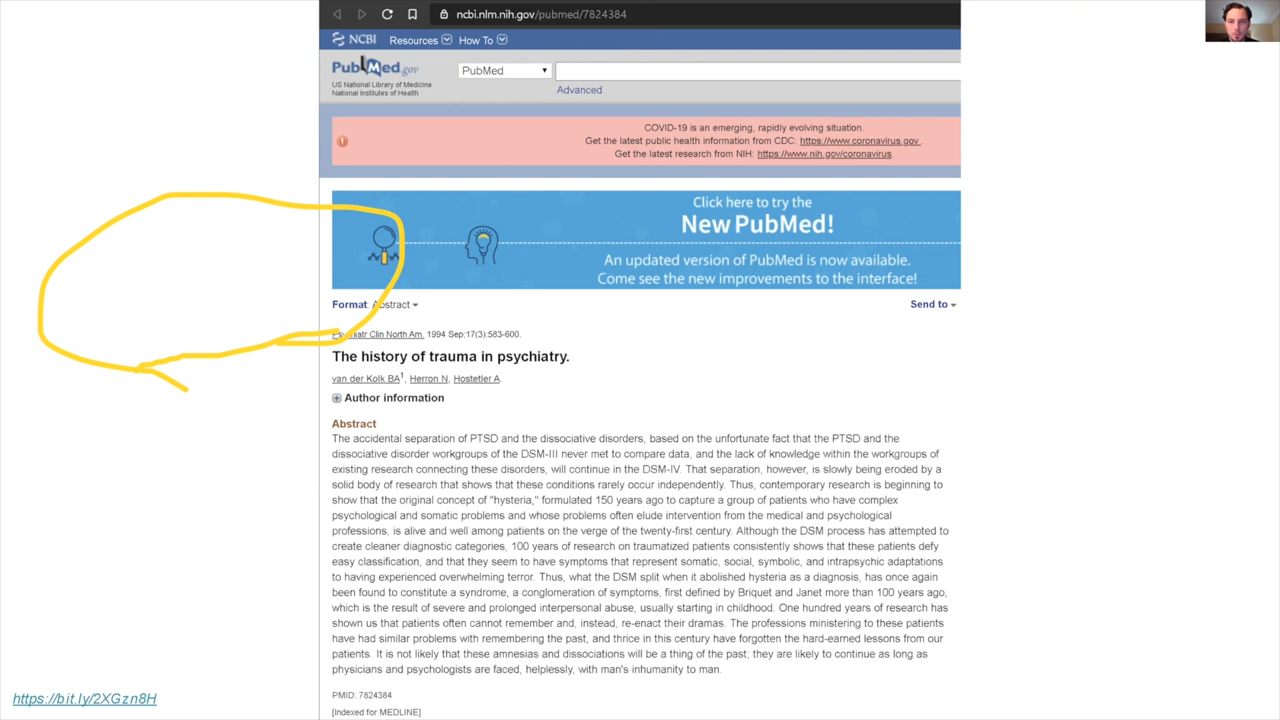 ncbi.nlm.nih.gov/pubmed/7824384
NCBI Resources How To
PubMed.gov
US National Library of Medicine
National Institutes of Health
PubMed
Advanced
COVID-19 is an emerging, rapidly evolving situation.
Get the latest public health information from CDC: https://www.coronavirus.gov .
Get the latest research from NIH: https://www.nih.gov/coronavirus.
Click here to try the
New PubMed!
An updated version of PubMed is now available.
Come see the new improvements to the interface!
Format: Abstract
Send to
Psychiatr Clin North Am. 1994 Sep;17(3):583-600.
The history of trauma in psychiatry.
van der Kolk BA1, Herron N, Hostetler A.
Author information
Abstract
The accidental separation of PTSD and the dissociative disorders, based on the unfortunate fact that the PTSD and the
dissociative disorder workgroups of the DSM-III never met to compare data, and the lack of knowledge within the workgroups of
existing research connecting these disorders, will continue in the DSM-IV. That separation, however, is slowly being eroded by a
solid body of research that shows that these conditions rarely occur independently. Thus, contemporary research is beginning to
show that the original concept of "hysteria," formulated 150 years ago to capture a group of patients who have complex
psychological and somatic problems and whose problems often elude intervention from the medical and psychological
professions, is alive and well among patients on the verge of the twenty-first century. Although the DSM process has attempted to
create cleaner diagnostic categories, 100 years of research on traumatized patients consistently shows that these patients defy
easy classification, and that they seem to have symptoms that represent somatic, social, symbolic, and intrapsychic adaptations
to having experienced overwhelming terror. Thus, what the DSM split when it abolished hysteria as a diagnosis, has once again
been found to constitute a syndrome, a conglomeration of symptoms, first defined by Briquet and Janet more than 100 years ago,
which is the result of severe and prolonged interpersonal abuse, usually starting in childhood. One hundred years of research has
shown us that patients often cannot remember and, instead, re-enact their dramas. The professions ministering to these patients
have had similar problems with remembering the past, and thrice in this century have forgotten the hard-earned lessons from our
patients. It is not likely that these amnesias and dissociations will be a thing of the past; they are likely to continue as long as
physicians and psychologists are faced, helplessly, with man's inhumanity to man.
PMID: 7824384
[Indexed for MEDLINE]
https://bit.ly/2XGzn8H